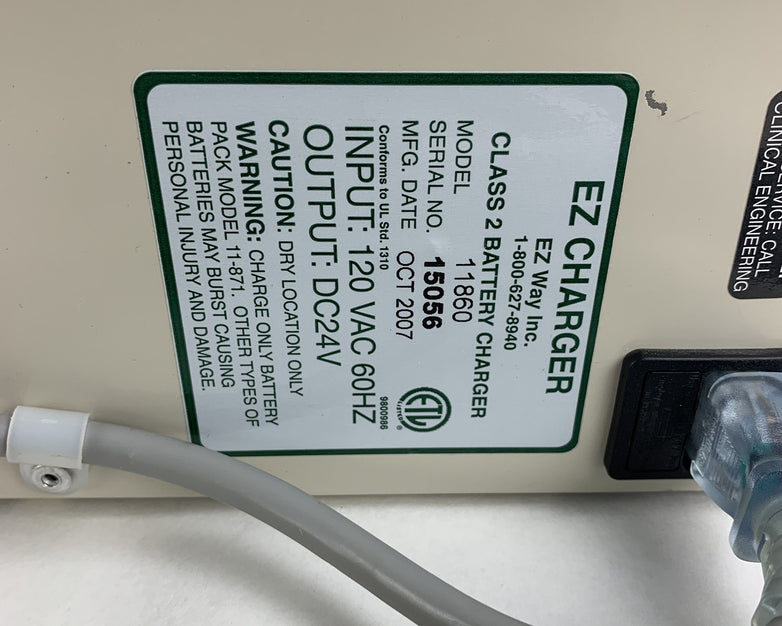 EZ CHARGER
EZ Way Inc.
1-800-627-8940
CLASS 2 BATTERY CHARGER
MODEL 11860
SERIAL NO. 15056
MFG. DATE OCT 2007
ETL
LISTED ®
Conforms to UL Std. 1310
9800986
INPUT: 120 VAC 60HZ
OUTPUT: DC24V
CAUTION: DRY LOCATION ONLY
WARNING: CHARGE ONLY BATTERY
PACK MODEL 11-871. OTHER TYPES OF
BATTERIES MAY BURST CAUSING
PERSONAL INJURY AND DAMAGE.
CALL
CLINICAL ENGINEERING